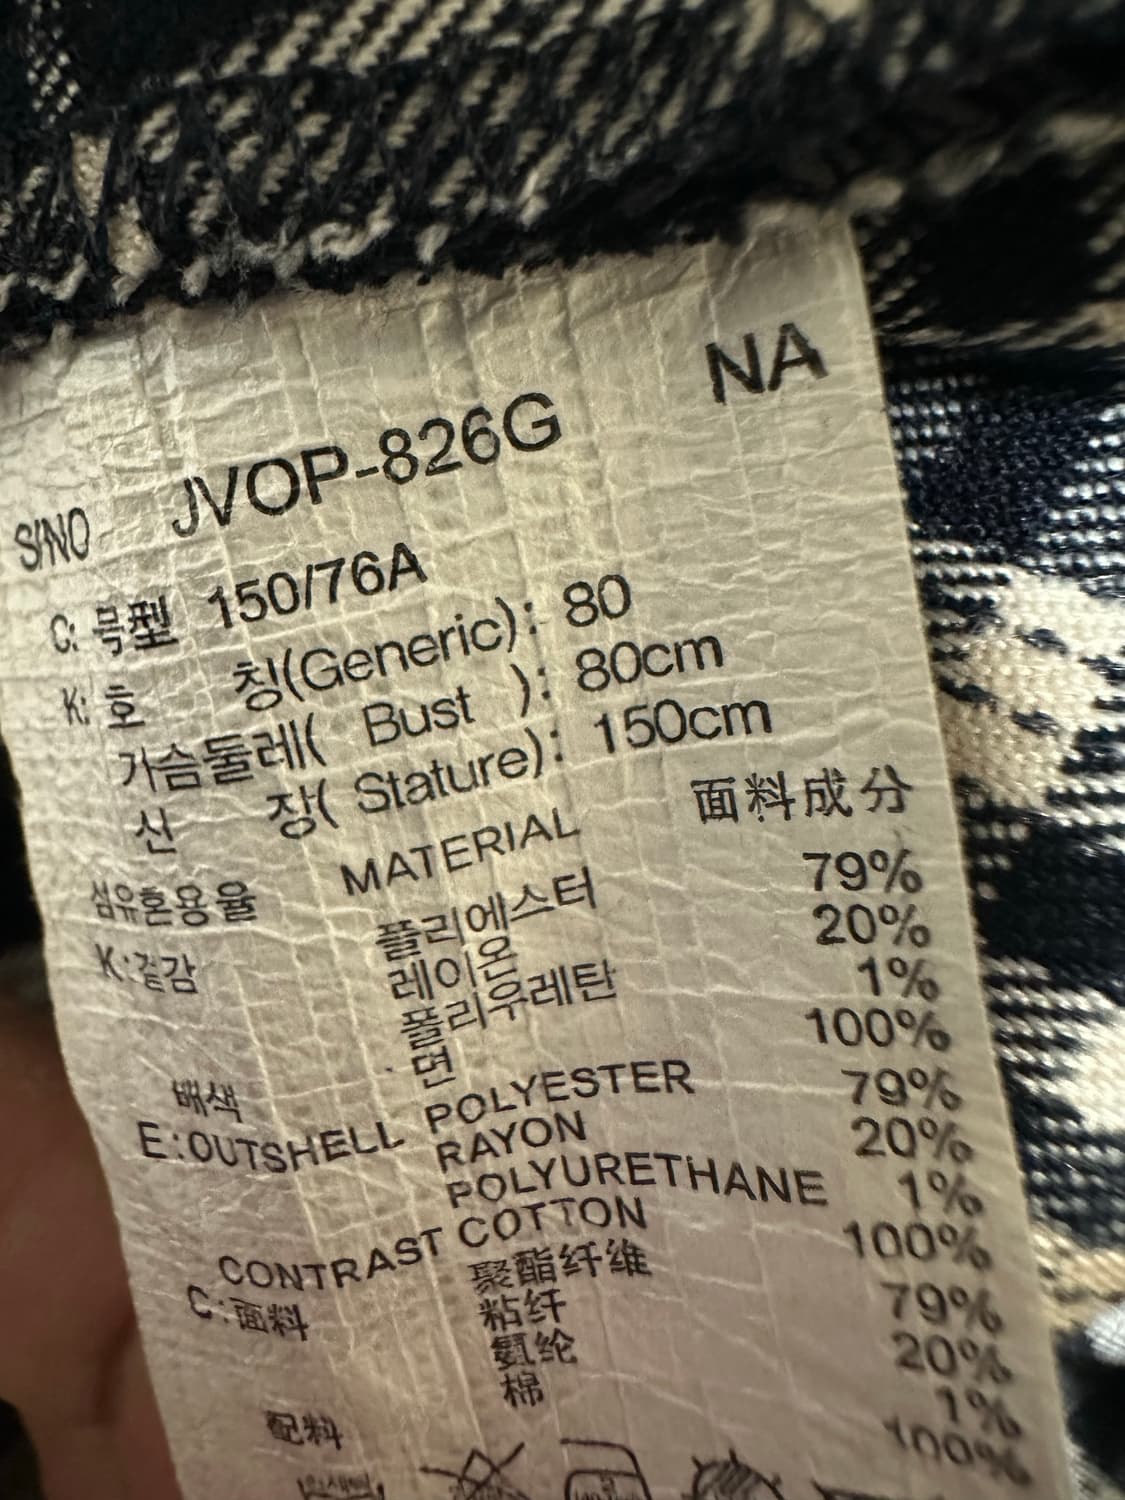 NA
S/NO JVOP-826G
C: 号型 150/76A
K: 호 칭(Generic): 80
가슴둘레( Bust ): 80cm
신 장( Stature): 150cm
섬유혼용율 MATERIAL 面料成分
K:겉감 폴리에스터 79%
레이온 20%
폴리우레탄 1%
배색 면 100%
E:OUTSHELL POLYESTER 79%
RAYON 20%
POLYURETHANE 1%
CONTRAST COTTON 100%
C:面料 聚酯纤维 79%
粘纤 20%
氨纶 1%
配料 棉 100%